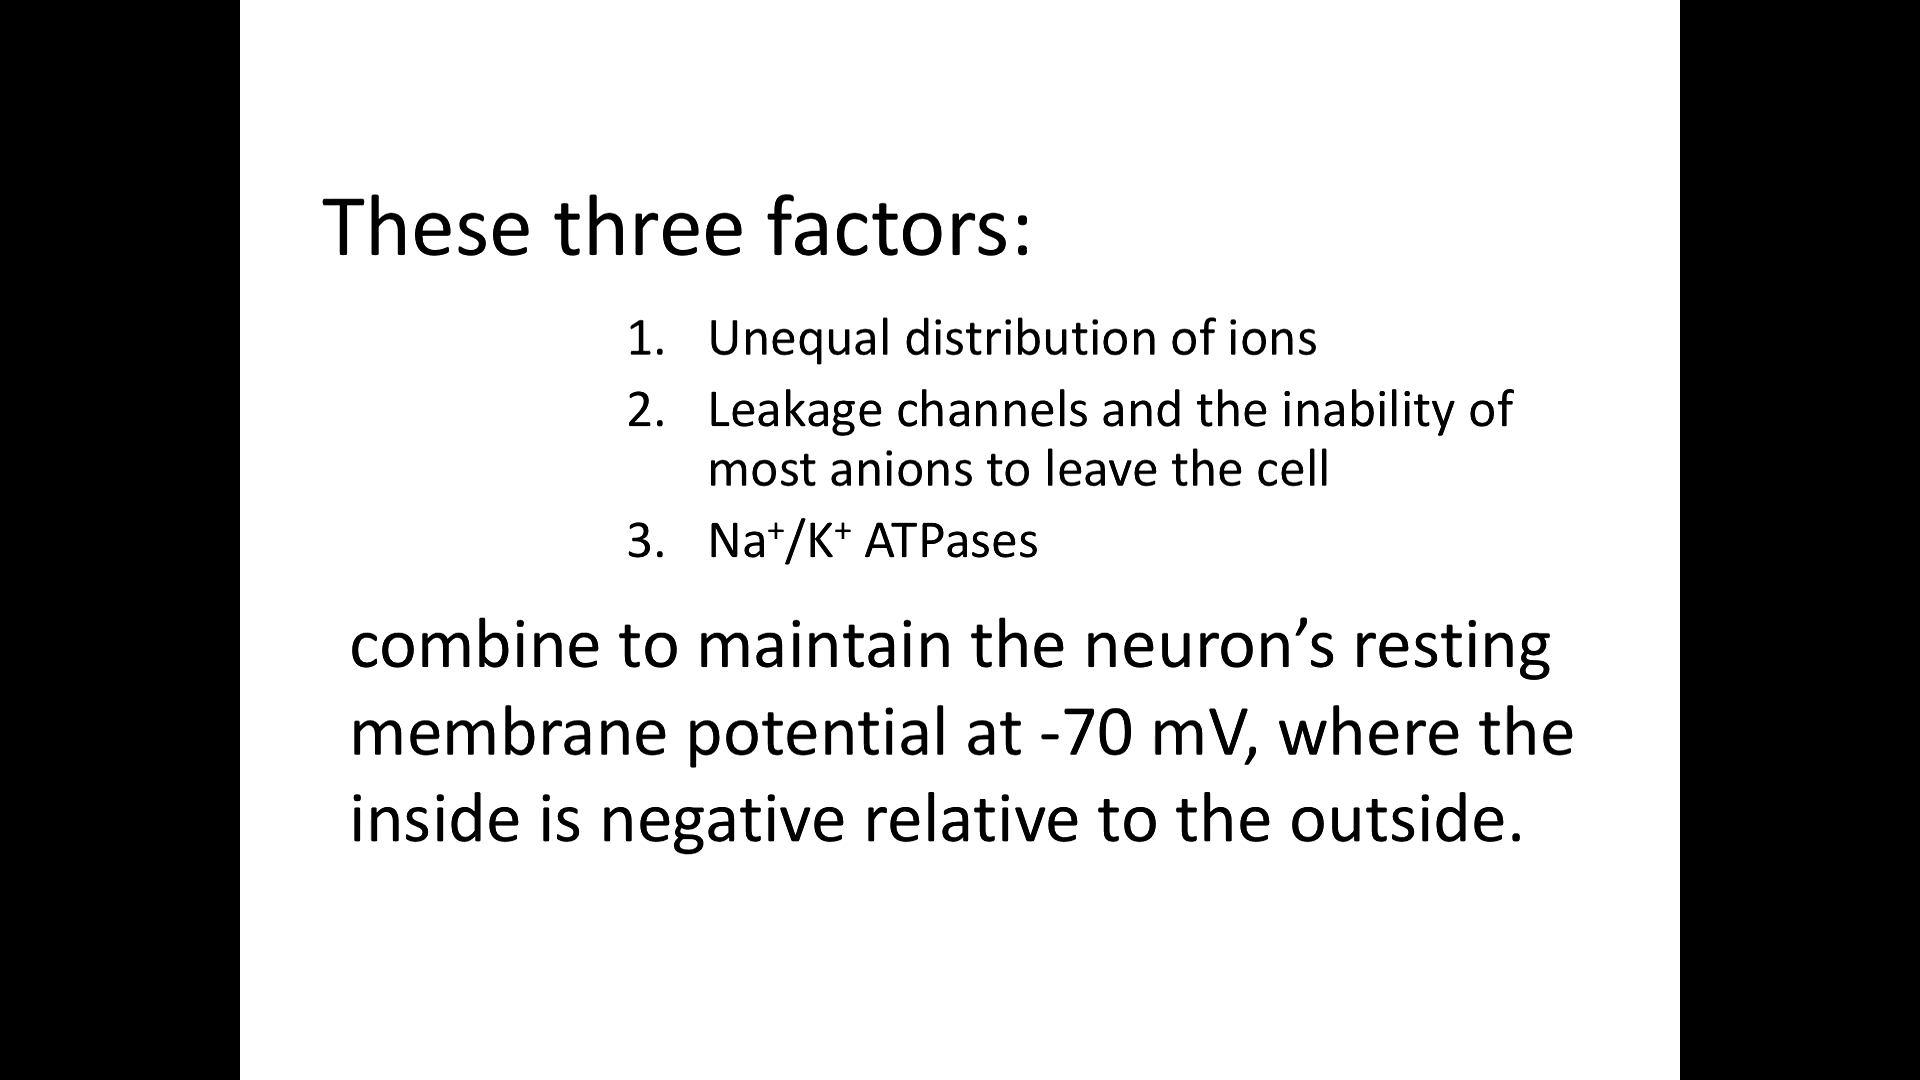 These three factors:
1. Unequal distribution of ions
2. Leakage channels and the inability of
most anions to leave the cell
3. Na⁺/K⁺ ATPases
combine to maintain the neuron’s resting
membrane potential at -70 mV, where the
inside is negative relative to the outside.